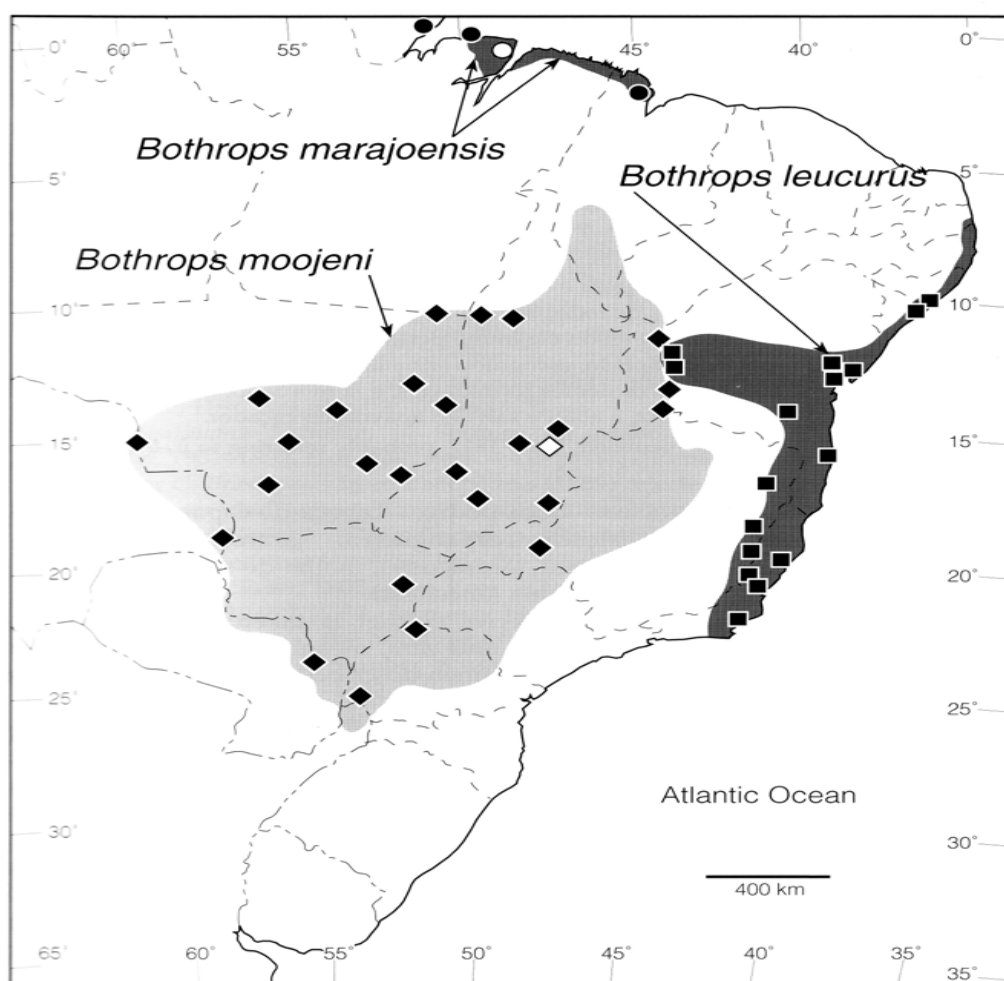 0° 60° 55° 45° 40° 0°
Bothrops marajoensis
5° Bothrops leucurus 5°
Bothrops moojeni
10° 10°
15° 15°
20° 20°
25° 25°
Atlantic Ocean
30° 30°
400 km
65° 60° 55° 50° 45° 40° 35°
35°